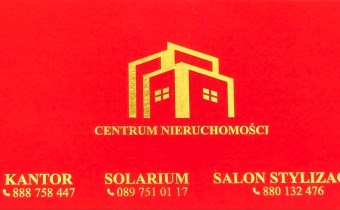 CENTRUM NIERUCHOMOŚCI
KANTOR SOLARIUM SALON STYLIZAC
888 758 447 089 751 01 17 880 132 476